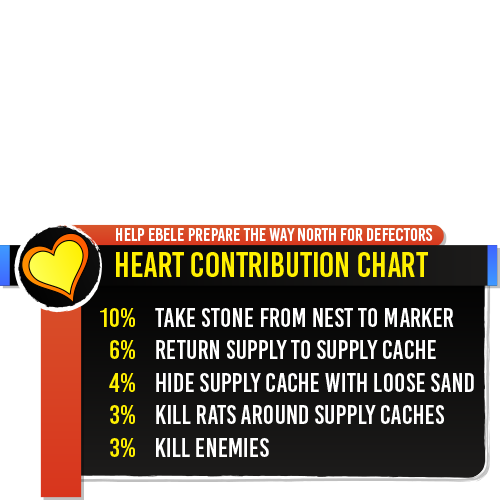 HELP EBELE PREPARE THE WAY NORTH FOR DEFECTORS
HEART CONTRIBUTION CHART
10% TAKE STONE FROM NEST TO MARKER
6% RETURN SUPPLY TO SUPPLY CACHE
4% HIDE SUPPLY CACHE WITH LOOSE SAND
3% KILL RATS AROUND SUPPLY CACHES
3% KILL ENEMIES